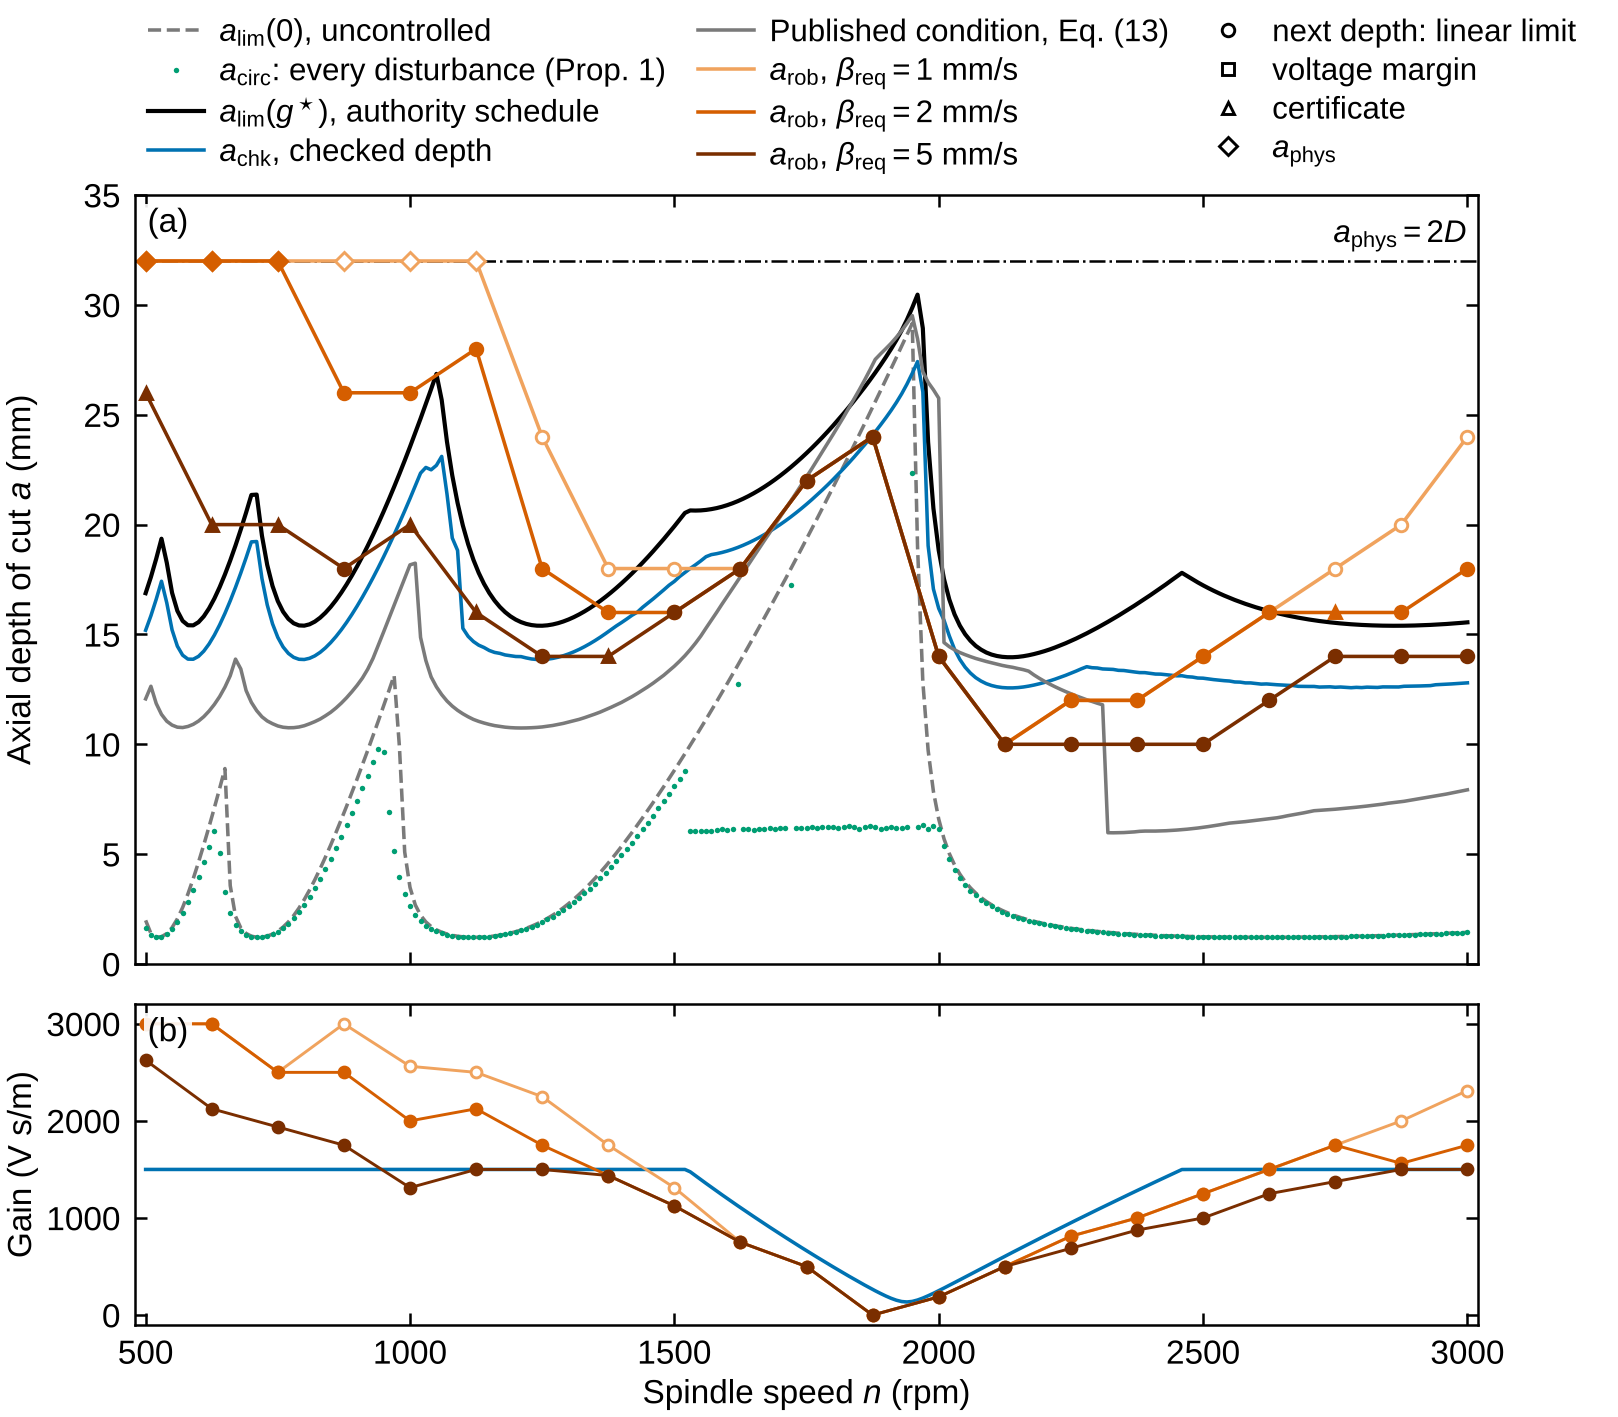 a_lim(0), uncontrolled
a_circ: every disturbance (Prop. 1)
a_lim(g⋆), authority schedule
a_chk, checked depth
Published condition, Eq. (13)
a_rob, β_req = 1 mm/s
a_rob, β_req = 2 mm/s
a_rob, β_req = 5 mm/s
next depth: linear limit
voltage margin
certificate
a_phys
(a)
a_phys = 2D
Axial depth of cut a (mm)
35
30
25
20
15
10
5
0
(b)
Gain (V s/m)
3000
2000
1000
0
500 1000 1500 2000 2500 3000
Spindle speed n (rpm)